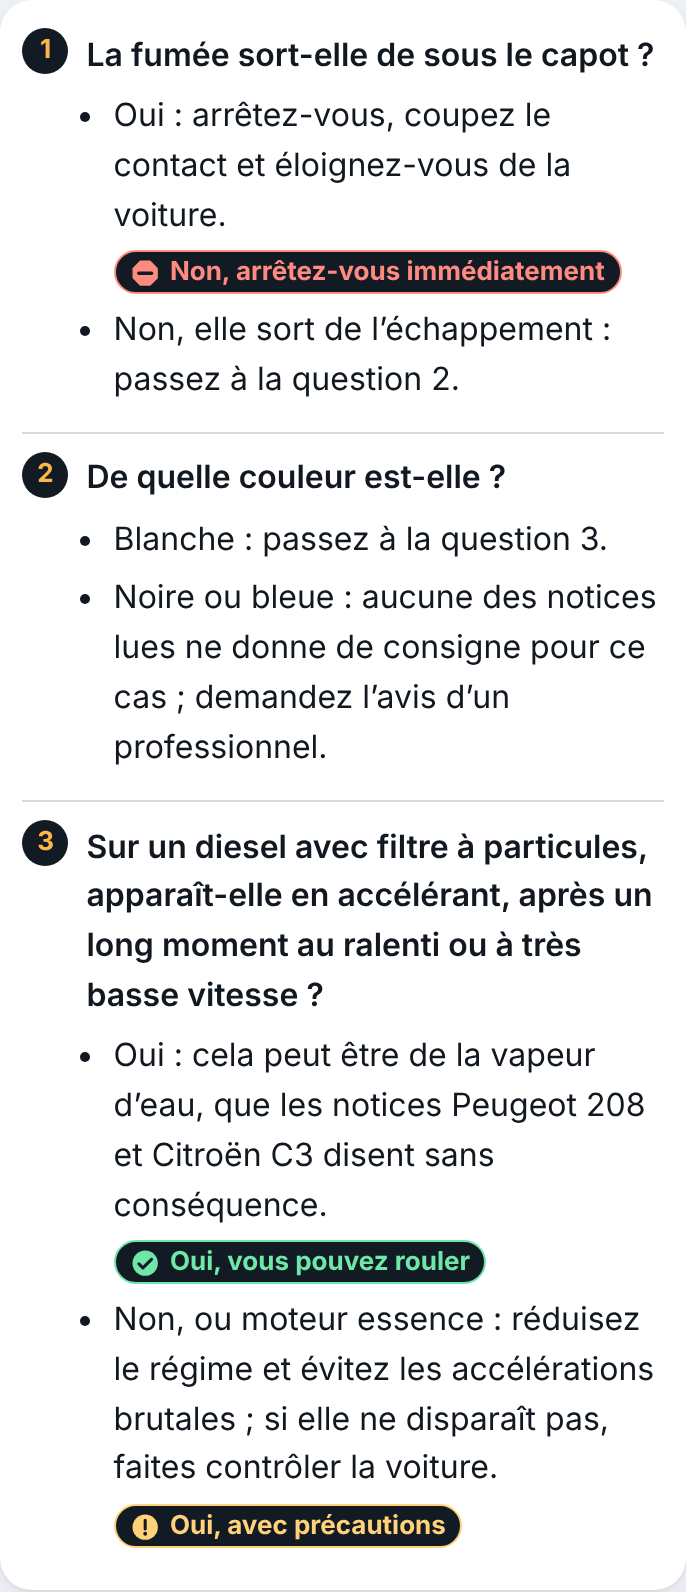 1 La fumée sort-elle de sous le capot ?
• Oui : arrêtez-vous, coupez le
contact et éloignez-vous de la
voiture.
Non, arrêtez-vous immédiatement
• Non, elle sort de l’échappement :
passez à la question 2.
2 De quelle couleur est-elle ?
• Blanche : passez à la question 3.
• Noire ou bleue : aucune des notices
lues ne donne de consigne pour ce
cas ; demandez l’avis d’un
professionnel.
3 Sur un diesel avec filtre à particules,
apparaît-elle en accélérant, après un
long moment au ralenti ou à très
basse vitesse ?
• Oui : cela peut être de la vapeur
d’eau, que les notices Peugeot 208
et Citroën C3 disent sans
conséquence.
Oui, vous pouvez rouler
• Non, ou moteur essence : réduisez
le régime et évitez les accélérations
brutales ; si elle ne disparaît pas,
faites contrôler la voiture.
Oui, avec précautions